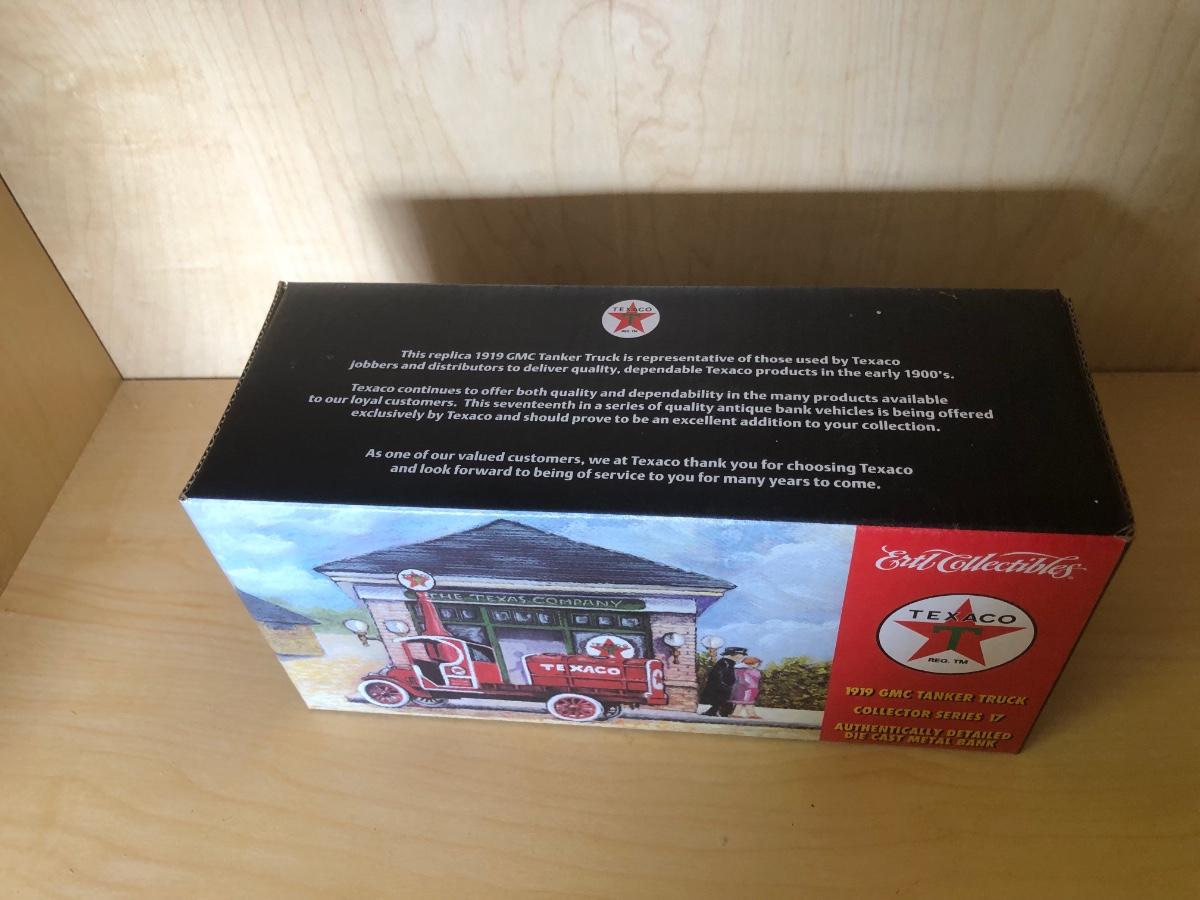 TEXACO
T
REG. TM
This replica 1919 GMC Tanker Truck is representative of those used by Texaco
Jobbers and distributors to deliver quality, dependable Texaco products in the early 1900's.
Texaco continues to offer both quality and dependability in the many products available
to our loyal customers. This seventeenth in a series of quality antique bank vehicles is being offered
exclusively by Texaco and should prove to be an excellent addition to your collection.
As one of our valued customers, we at Texaco thank you for choosing Texaco
and look forward to being of service to you for many years to come.
THE TEXAS COMPANY
TEXACO
Ertl Collectibles
TEXACO
T
REG. TM
1919 GMC TANKER TRUCK
COLLECTOR SERIES 17
AUTHENTICALLY DETAILED
DIE CAST METAL BANK